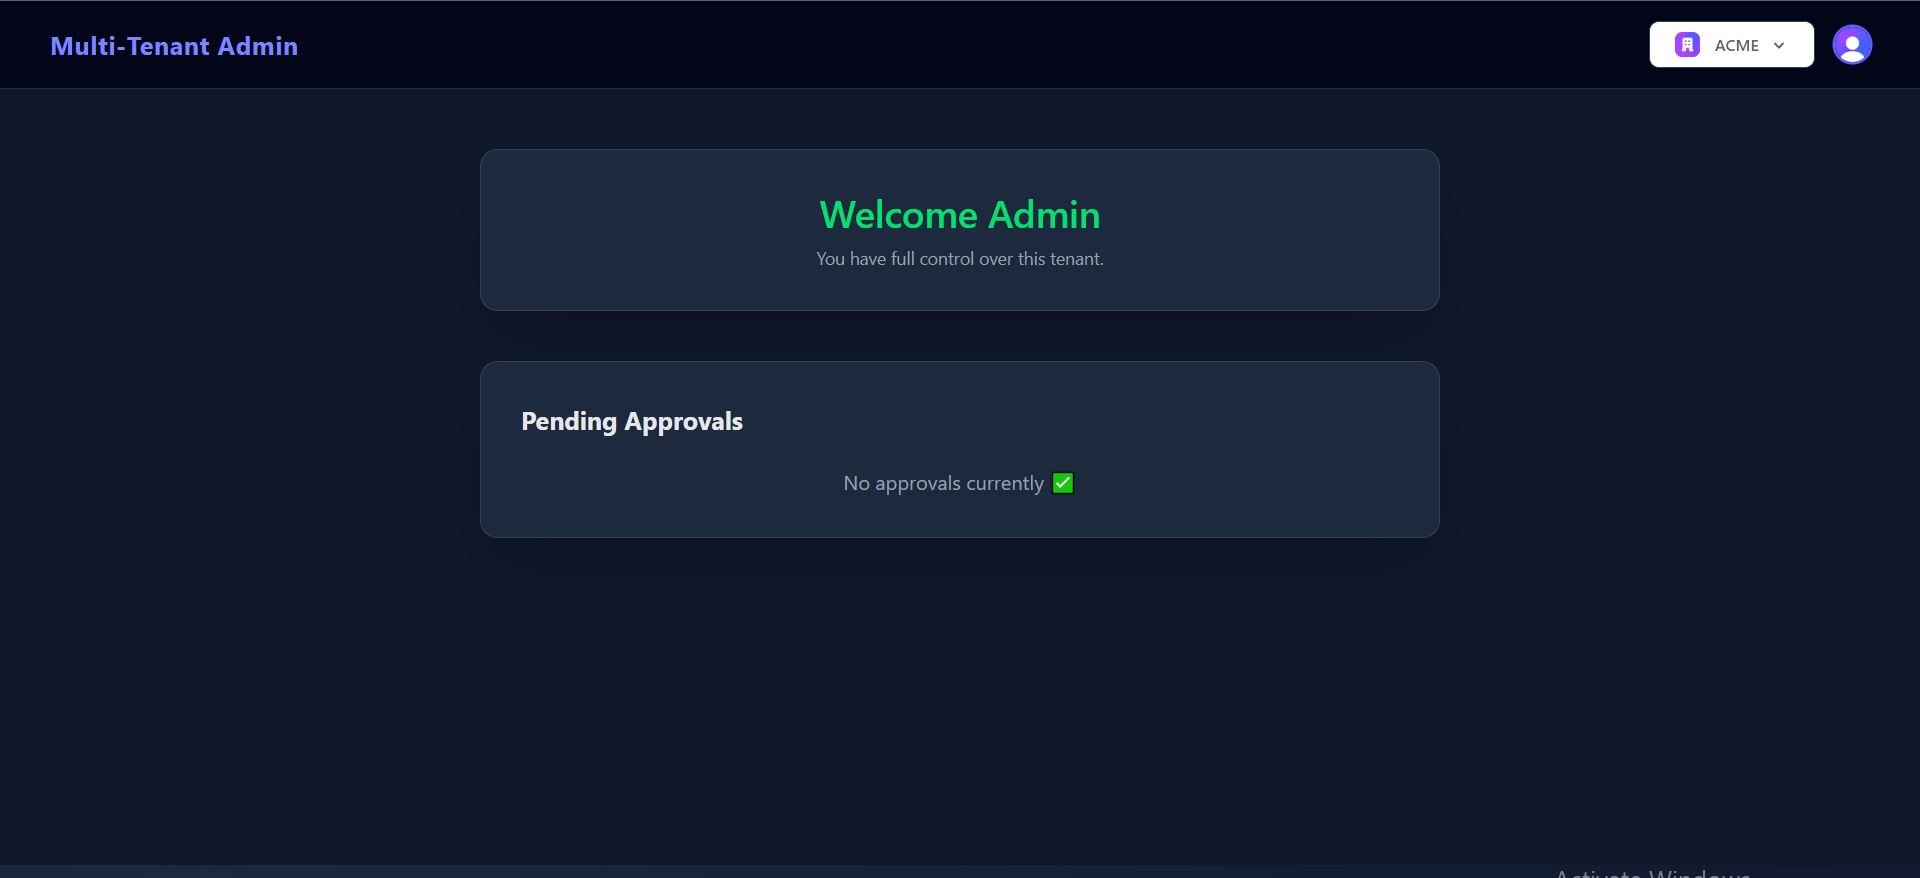 Multi-Tenant Admin
ACME
Welcome Admin
You have full control over this tenant.
Pending Approvals
No approvals currently ✅
Activate Windows